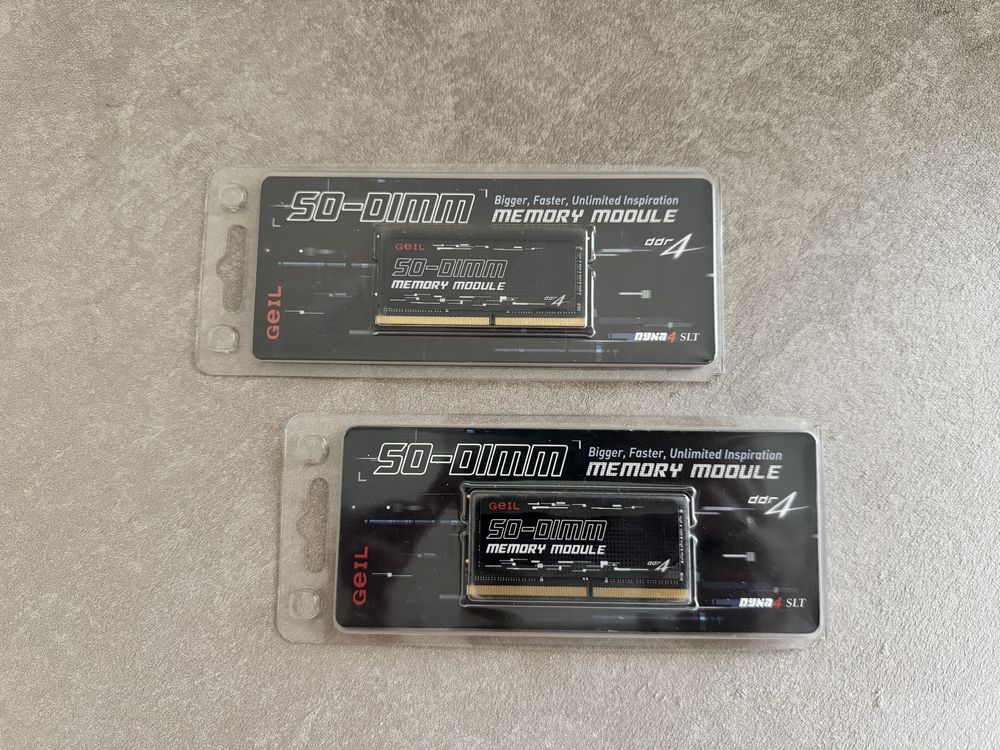 SO-DIMM
Bigger, Faster, Unlimited Inspiration
MEMORY MODULE
ddr4
GeIL
SO-DIMM
MEMORY MODULE
ddr4
GeIL
DYNA4 SLT
SO-DIMM
Bigger, Faster, Unlimited Inspiration
MEMORY MODULE
ddr4
GeIL
SO-DIMM
MEMORY MODULE
ddr4
GeIL
DYNA4 SLT